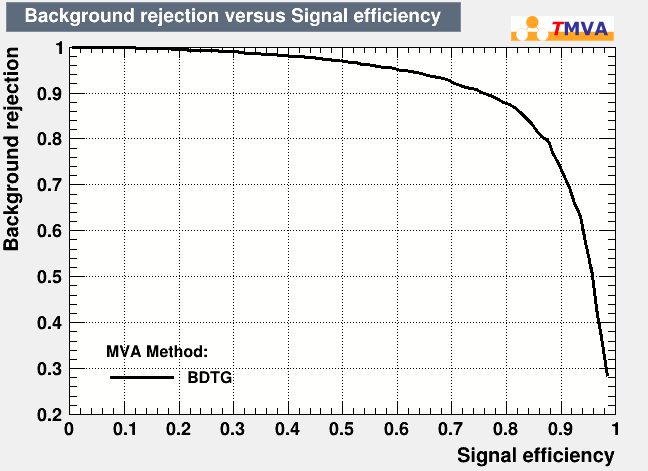 Background rejection versus Signal efficiency
TMVA
Background rejection
1
0.9
0.8
0.7
0.6
0.5
0.4
0.3
0.2
MVA Method:
BDTG
0 0.1 0.2 0.3 0.4 0.5 0.6 0.7 0.8 0.9 1
Signal efficiency